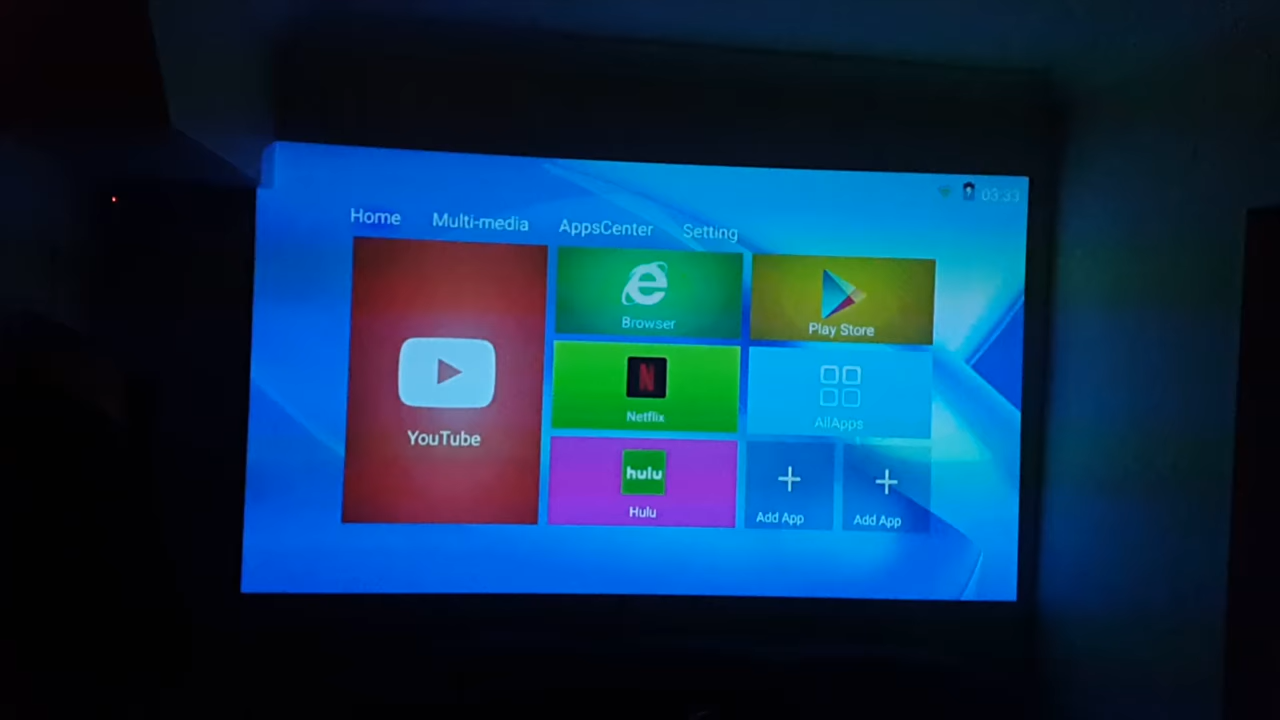 03:33
Home Multi-media AppsCenter Setting
YouTube
Browser
Play Store
N
Netflix
AllApps
hulu
Hulu
Add App
Add App